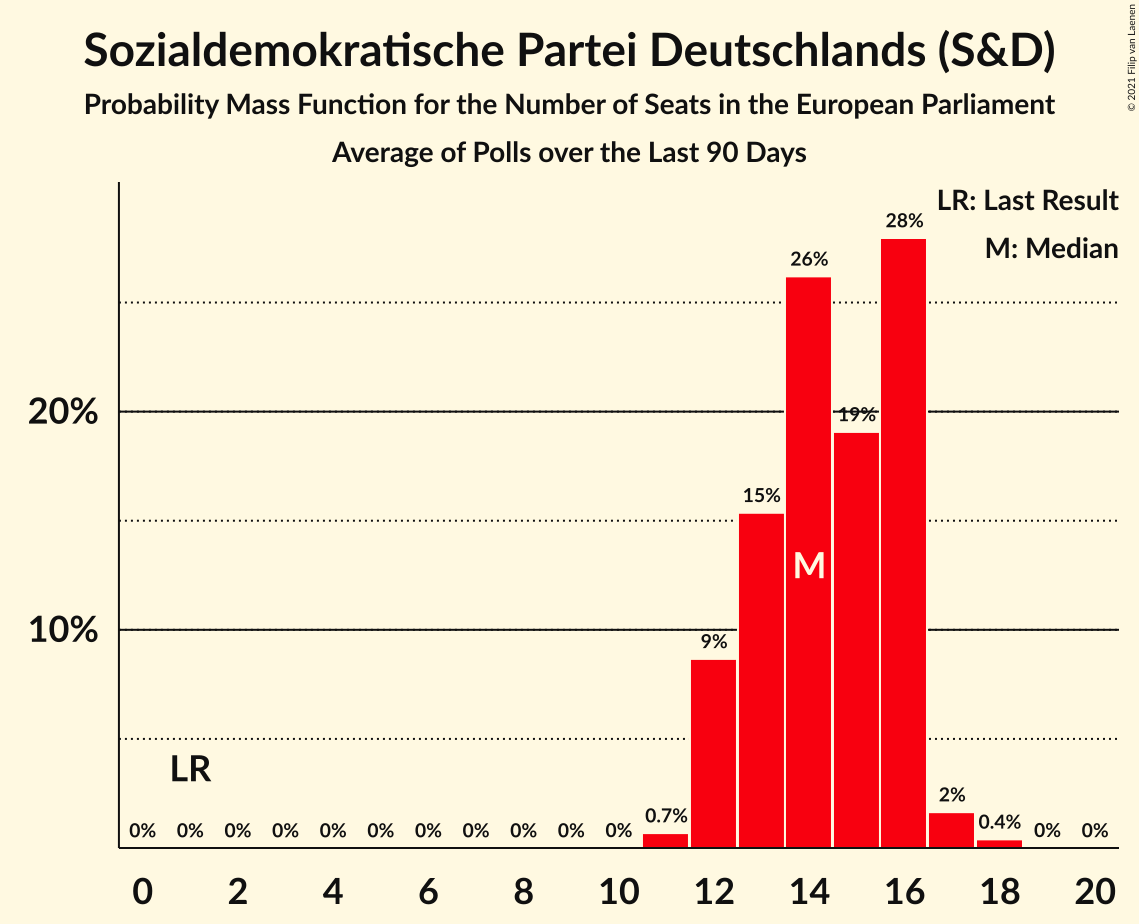 Sozialdemokratische Partei Deutschlands (S&D)
Probability Mass Function for the Number of Seats in the European Parliament
Average of Polls over the Last 90 Days
© 2021 Filip van Laenen
LR: Last Result
M: Median
28%
26%
20%
19%
15%
M
10%
9%
LR
0% 0% 0% 0% 0% 0% 0% 0% 0% 0% 0% 0.7% 2% 0.4% 0% 0%
0 2 4 6 8 10 12 14 16 18 20